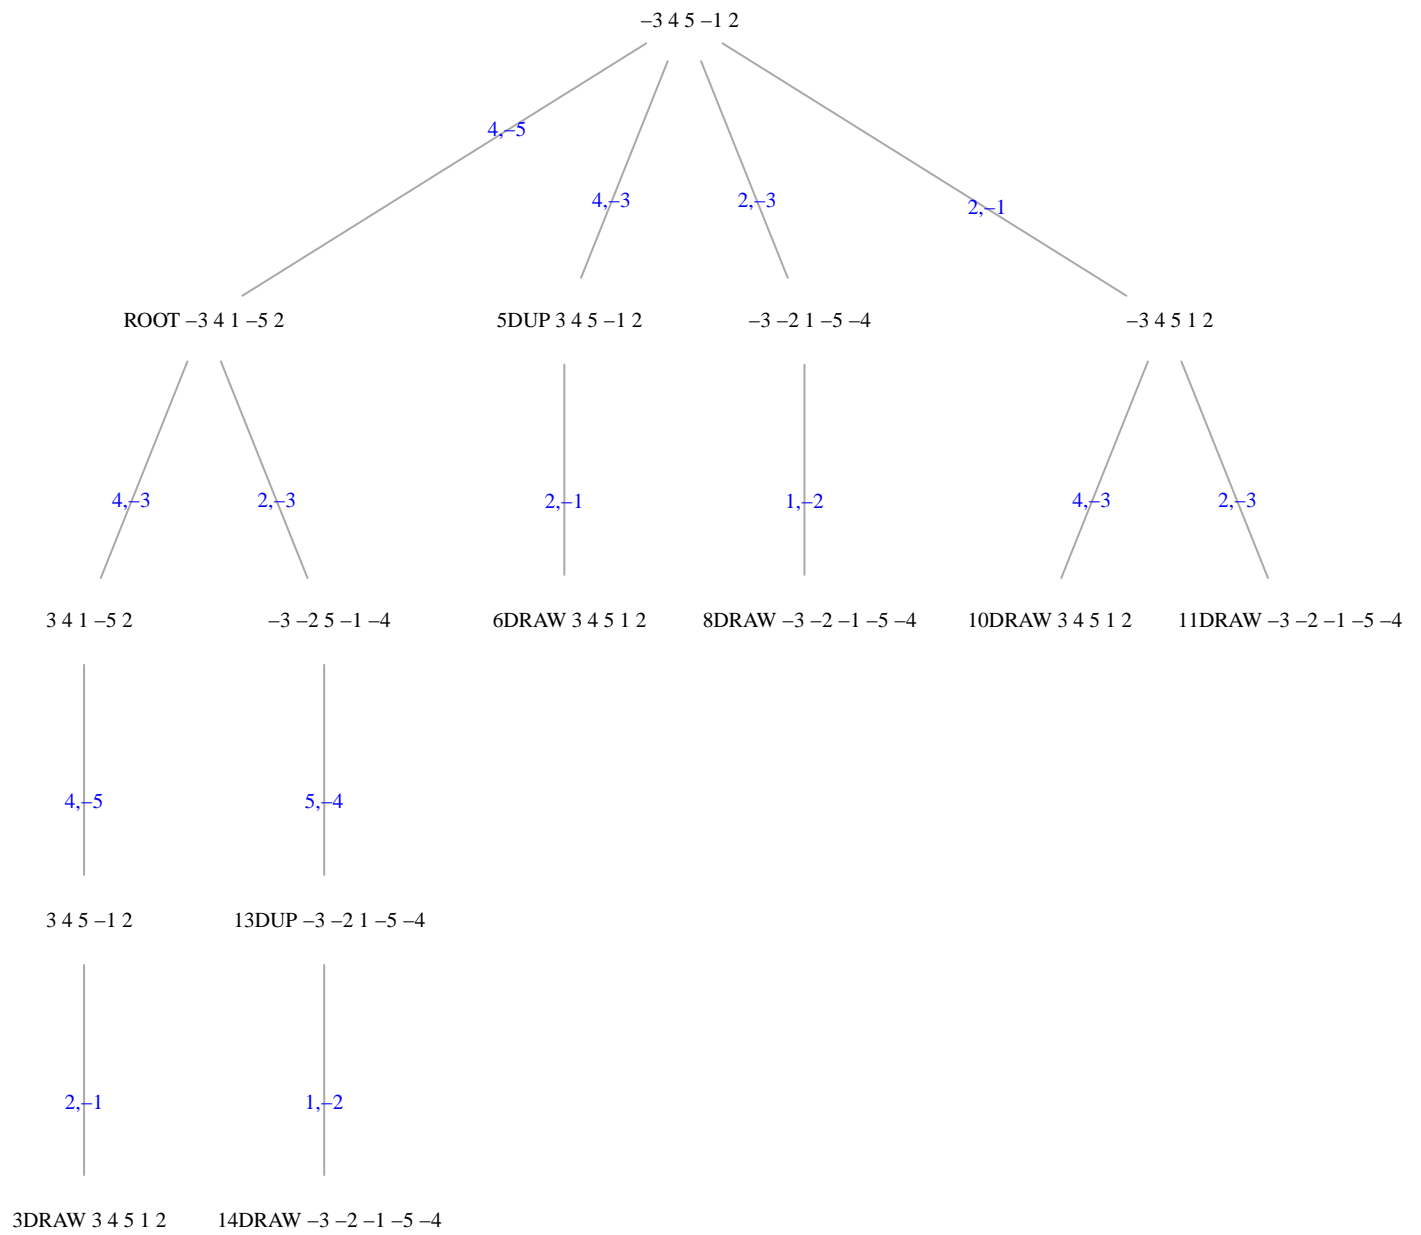 −3 4 5 −1 2
4,−5
4,−3
2,−3
2,−1
ROOT −3 4 1 −5 2
5DUP 3 4 5 −1 2
−3 −2 1 −5 −4
−3 4 5 1 2
4,−3
2,−3
2,−1
1,−2
4,−3
2,−3
3 4 1 −5 2
−3 −2 5 −1 −4
6DRAW 3 4 5 1 2
8DRAW −3 −2 −1 −5 −4
10DRAW 3 4 5 1 2
11DRAW −3 −2 −1 −5 −4
4,−5
5,−4
3 4 5 −1 2
13DUP −3 −2 1 −5 −4
2,−1
1,−2
3DRAW 3 4 5 1 2
14DRAW −3 −2 −1 −5 −4